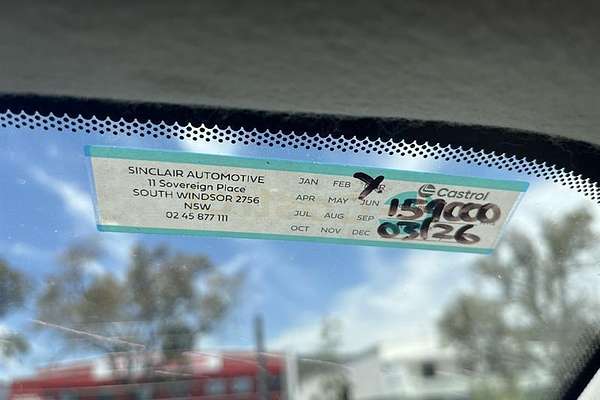 SINCLAIR AUTOMOTIVE
11 Sovereign Place
SOUTH WINDSOR 2756
NSW
02 45 877 111
JAN FEB
APR MAY JUN
JUL AUG SEP
OCT NOV DEC
Castrol
159000
03/26